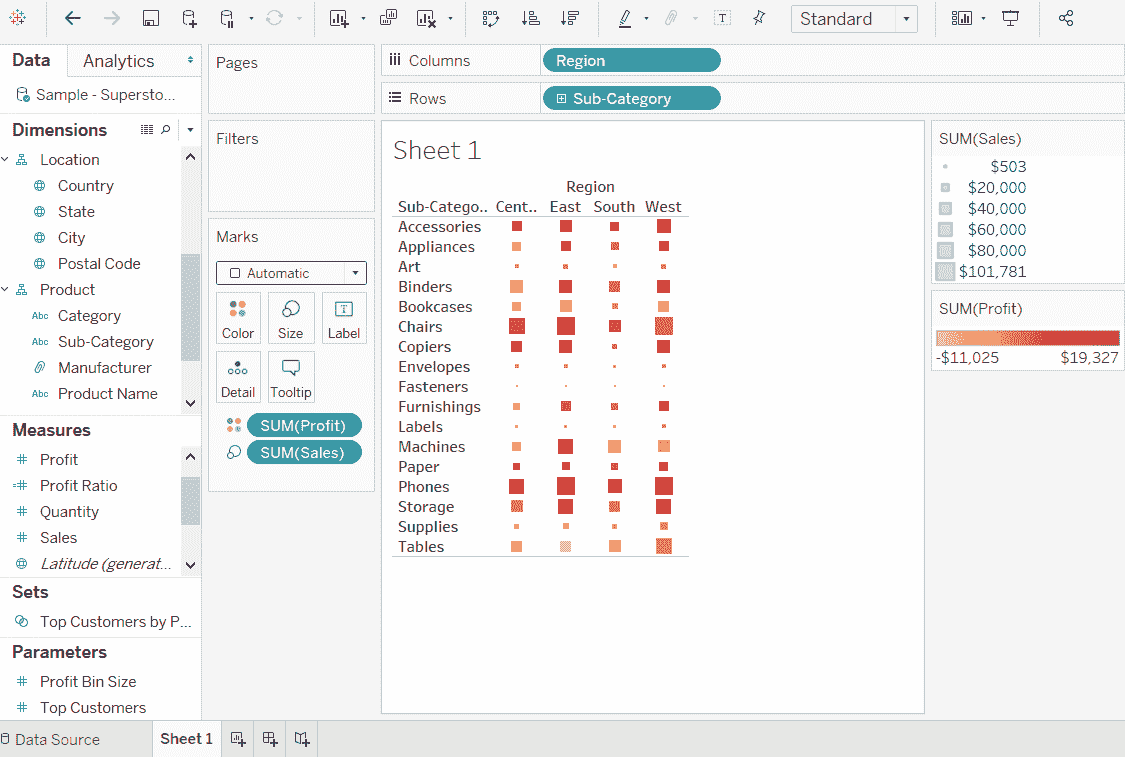 Standard
Data
Analytics
Sample - Supersto...
Dimensions
Location
Country
State
City
Postal Code
Product
Abc Category
Abc Sub-Category
Manufacturer
Abc Product Name
Measures
# Profit
=# Profit Ratio
# Quantity
# Sales
Latitude (generat...
Sets
Top Customers by P...
Parameters
# Profit Bin Size
# Top Customers
Pages
Filters
Marks
Automatic
Color
Size
T
Label
Detail
Tooltip
SUM(Profit)
SUM(Sales)
Columns
Region
Rows
Sub-Category
Sheet 1
Region
Sub-Catego.. Cent.. East South West
Accessories
Appliances
Art
Binders
Bookcases
Chairs
Copiers
Envelopes
Fasteners
Furnishings
Labels
Machines
Paper
Phones
Storage
Supplies
Tables
SUM(Sales)
$503
$20,000
$40,000
$60,000
$80,000
$101,781
SUM(Profit)
-$11,025 $19,327
Data Source
Sheet 1